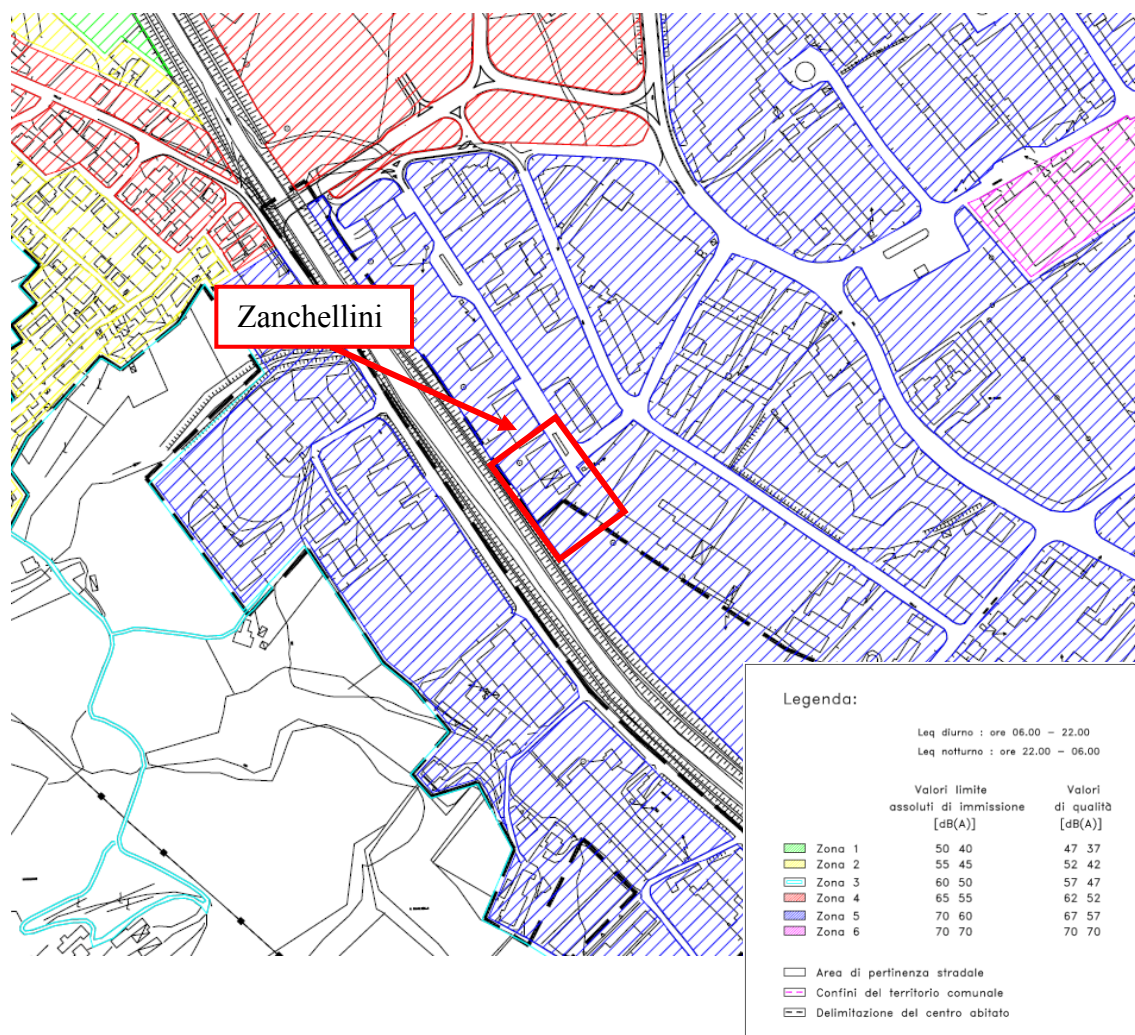 Zanchellini
Legenda:
Leq diurno : ore 06.00 - 22.00
Leq notturno : ore 22.00 - 06.00
Valori limite assoluti di immissione [dB(A)]
Valori di qualità [dB(A)]
Zona 1 50 40 47 37
Zona 2 55 45 52 42
Zona 3 60 50 57 47
Zona 4 65 55 62 52
Zona 5 70 60 67 57
Zona 6 70 70 70 70
Area di pertinenza stradale
Confini del territorio comunale
Delimitazione del centro abitato